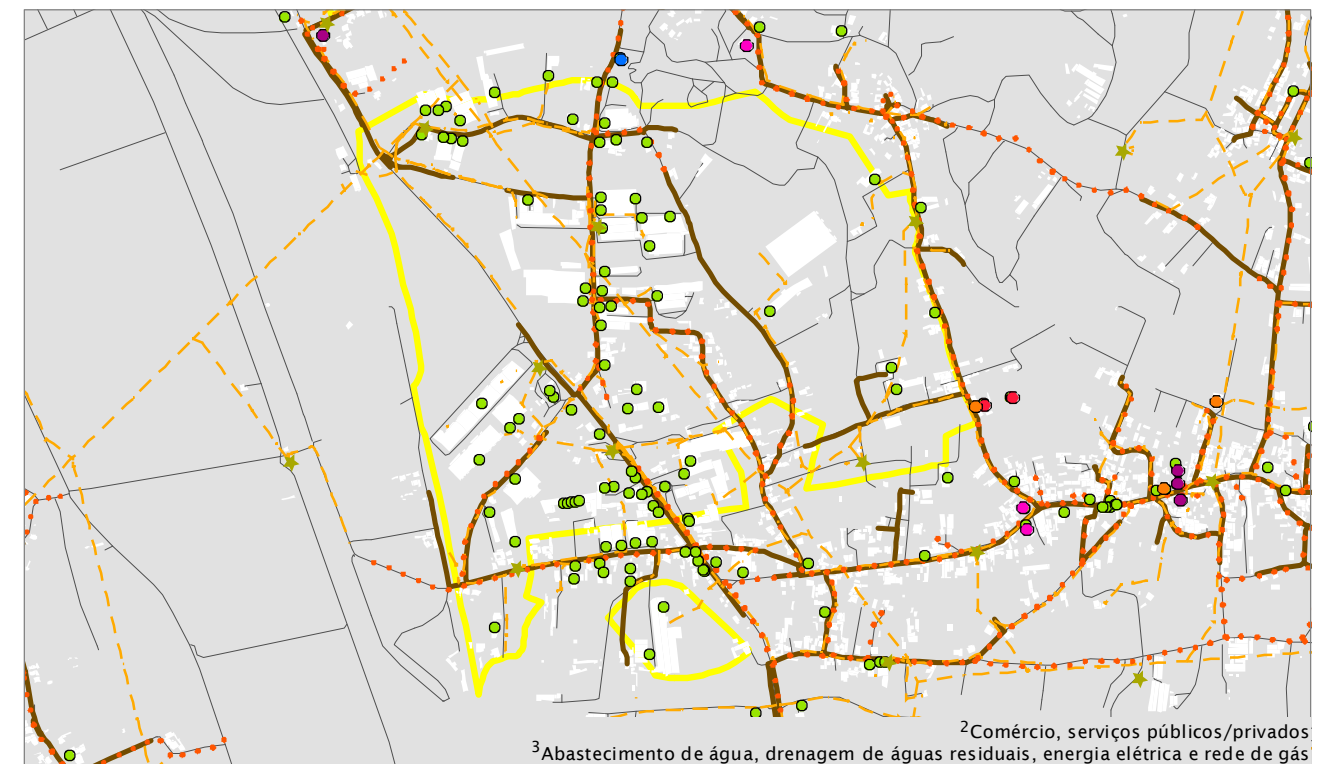 ²Comércio, serviços públicos/privados
³Abastecimento de água, drenagem de águas residuais, energia elétrica e rede de gás